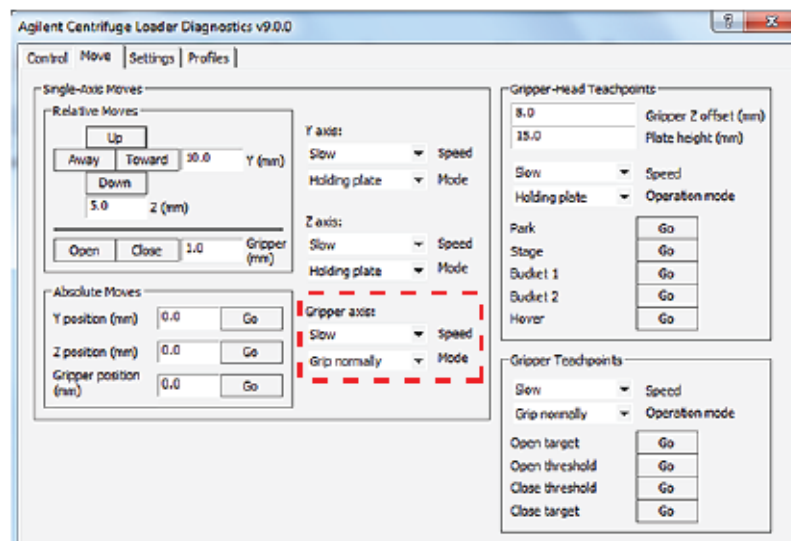 Agilent Centrifuge Loader Diagnostics v9.0.0
Control Move Settings Profiles
Single-Axis Moves
Relative Moves
Up
Away Toward 10.0 Y (mm)
Down
5.0 Z (mm)
Open Close 1.0 Gripper (mm)
Y axis:
Slow Speed
Holding plate Mode
Z axis:
Slow Speed
Holding plate Mode
Absolute Moves
Y position (mm) 0.0 Go
Z position (mm) 0.0 Go
Gripper position (mm) 0.0 Go
Gripper axis:
Slow Speed
Grip normally Mode
Gripper-Head Teachpoints
8.0 Gripper Z offset (mm)
15.0 Plate height (mm)
Slow Speed
Holding plate Operation mode
Park Go
Stage Go
Bucket 1 Go
Bucket 2 Go
Hover Go
Gripper Teachpoints
Slow Speed
Grip normally Operation mode
Open target Go
Open threshold Go
Close threshold Go
Close target Go